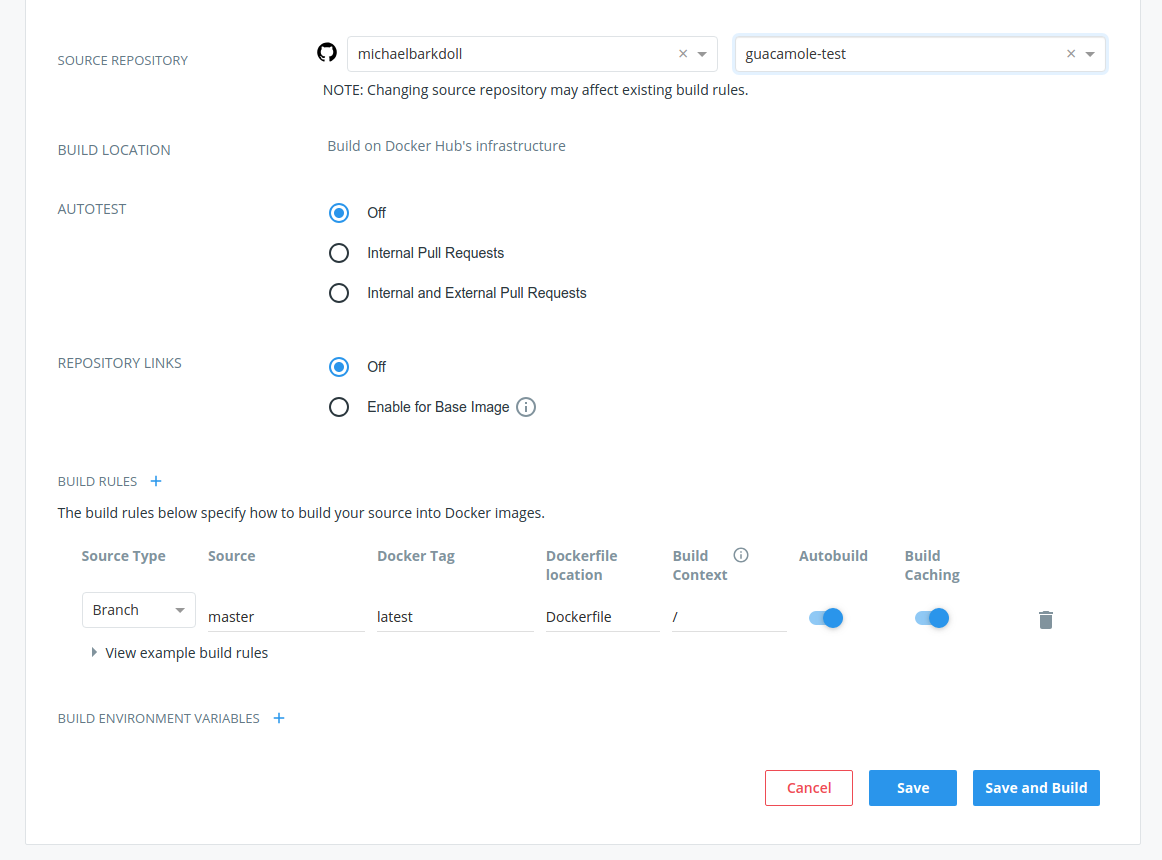 SOURCE REPOSITORY
michaelbarkdoll
guacamole-test
NOTE: Changing source repository may affect existing build rules.
BUILD LOCATION
Build on Docker Hub's infrastructure
AUTOTEST
Off
Internal Pull Requests
Internal and External Pull Requests
REPOSITORY LINKS
Off
Enable for Base Image
BUILD RULES
The build rules below specify how to build your source into Docker images.
Source Type
Source
Docker Tag
Dockerfile
location
Build
Context
Autobuild
Build
Caching
Branch
master
latest
Dockerfile
/
View example build rules
BUILD ENVIRONMENT VARIABLES
Cancel
Save
Save and Build